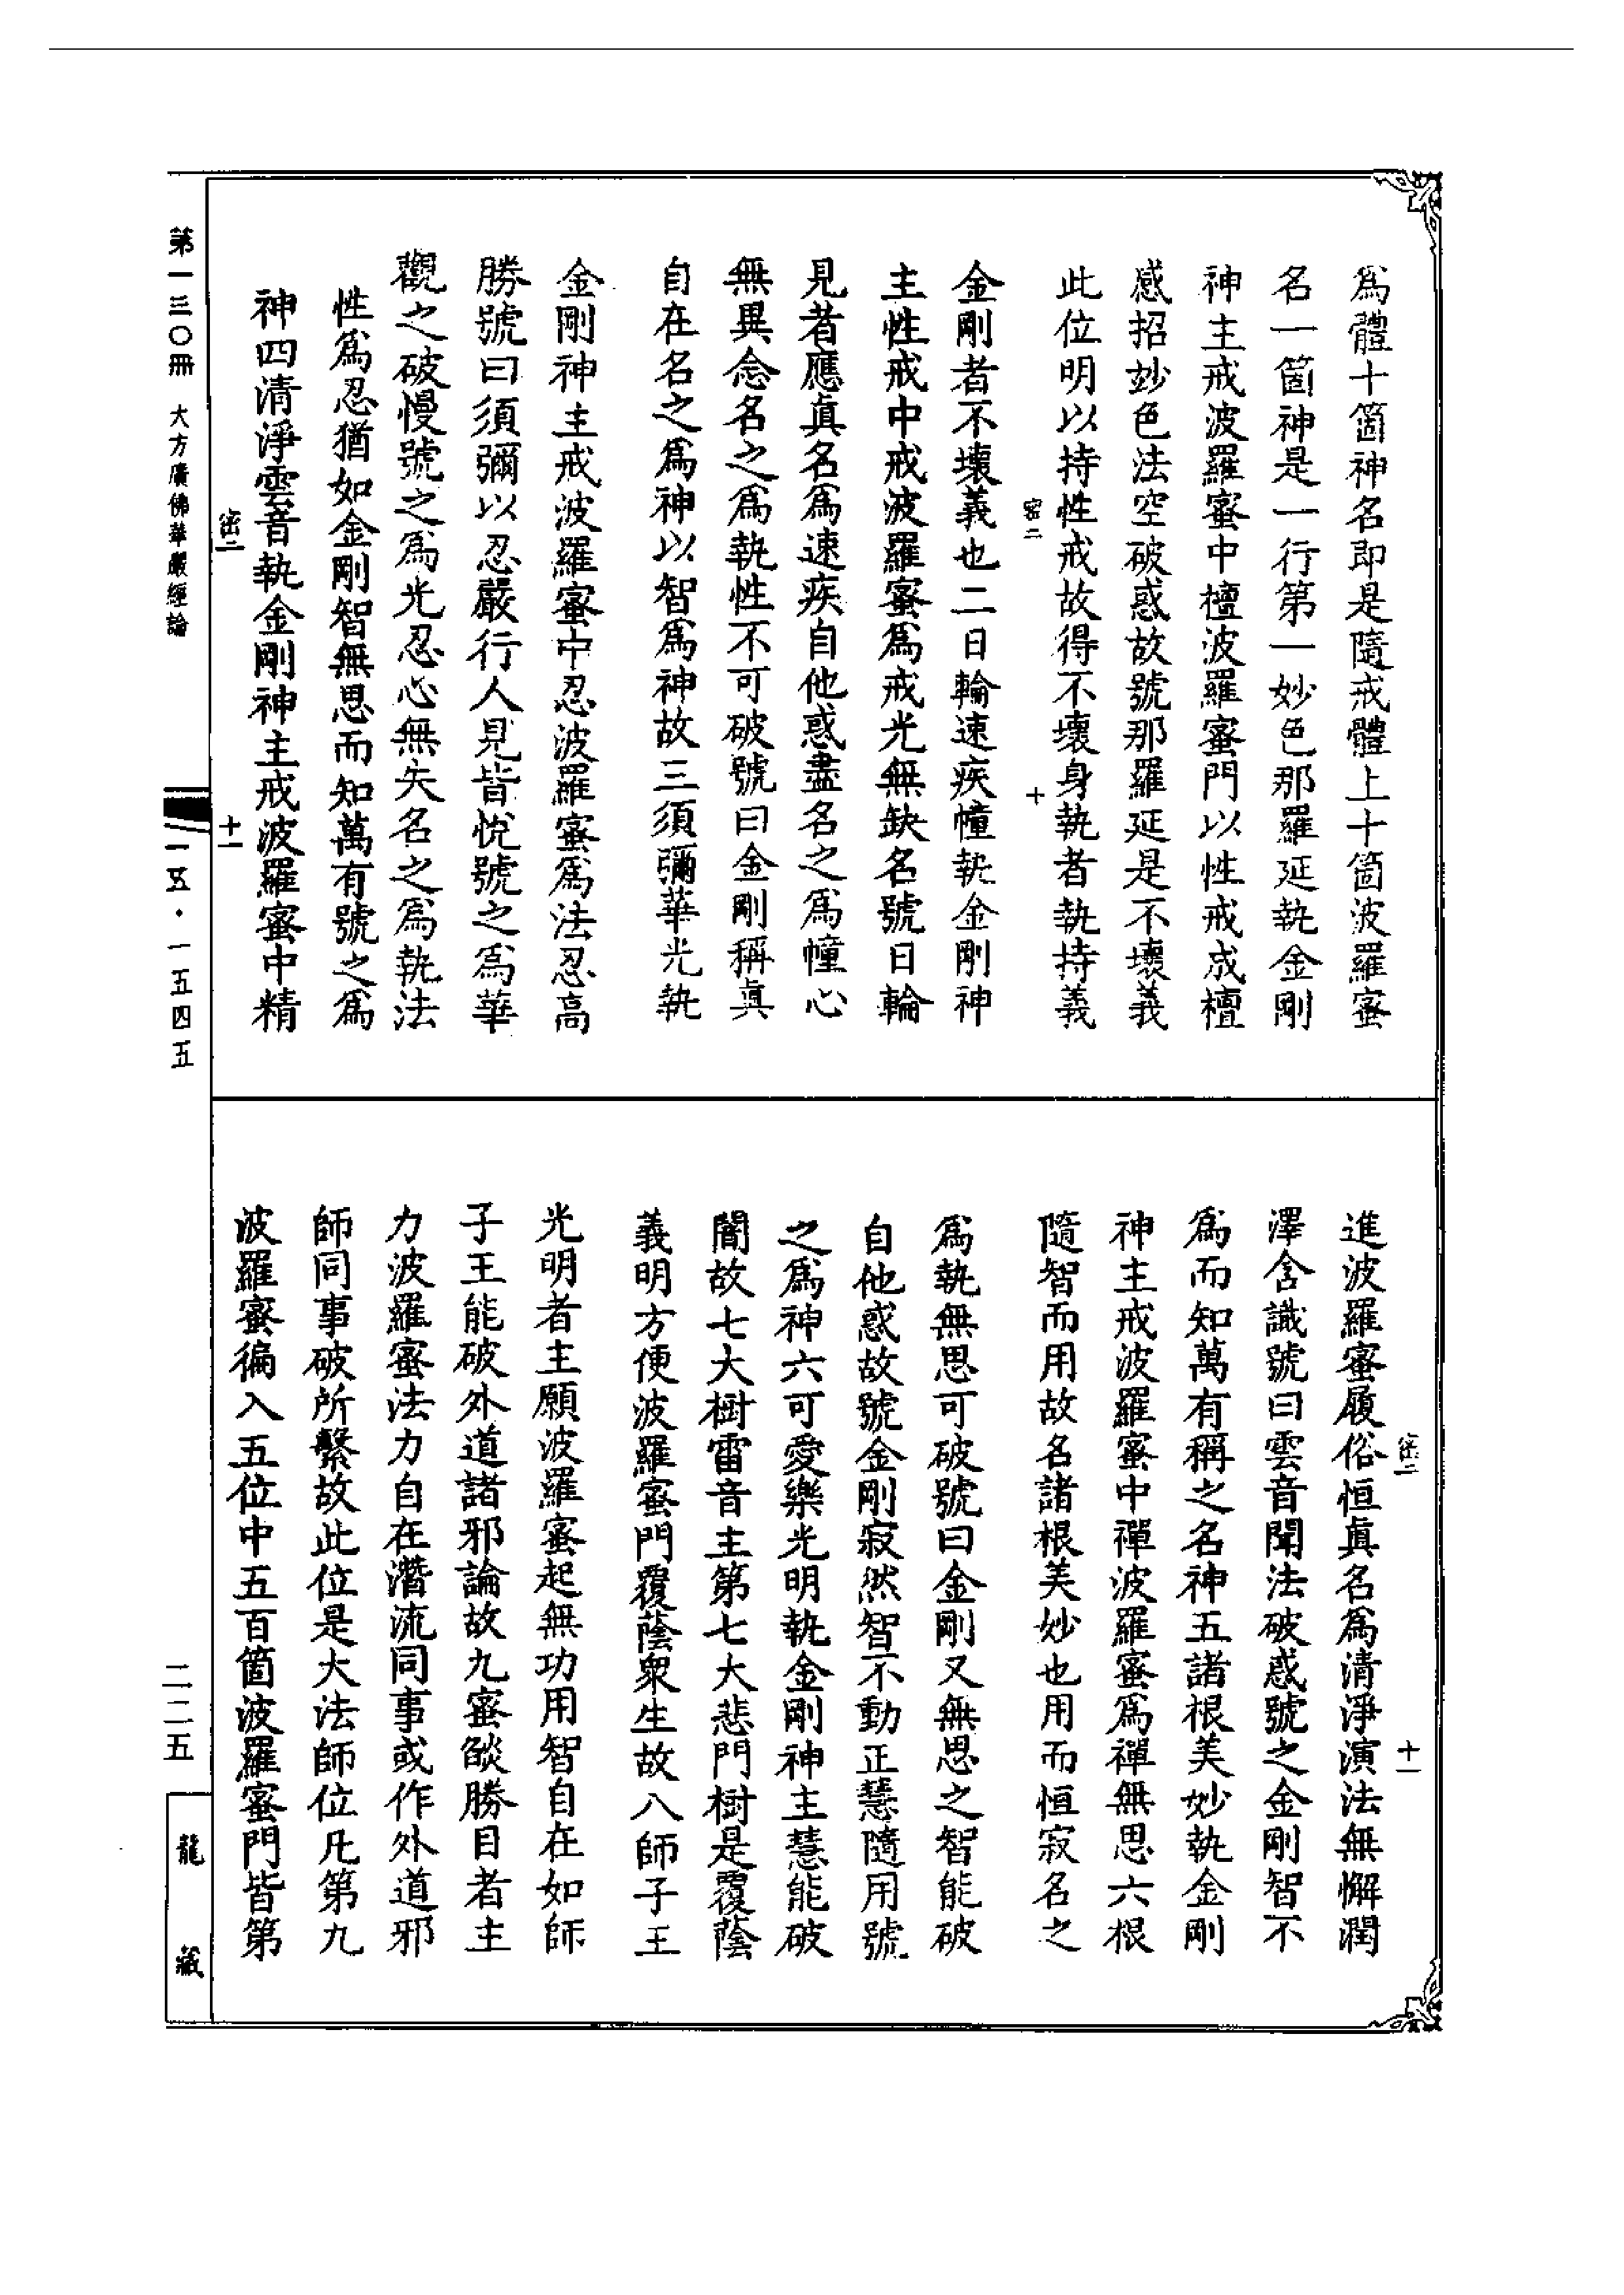 爲體十箇神名即是隨戒體上十箇波羅蜜
名一箇神是一行第一妙色那羅延執金剛
神主戒波羅蜜中檀波羅蜜門以性戒成檀
感招妙色法空破惑故號那羅延是不壞義
此位明以持性戒故得不壞身執者執持義
密二
十
金剛者不壞義也二日輪速疾幢執金剛神
主性戒中戒波羅蜜爲戒光無缺名號日輪
見者應真名爲速疾自他惑盡名之爲幢心
無異念名之爲執性不可破號曰金剛稱真
自在名之爲神以智爲神故三須彌華光執
金剛神主戒波羅蜜中忍波羅蜜爲法忍高
勝號曰須彌以忍嚴行人見皆悅號之爲華
觀之破慢號之爲光忍心無失名之爲執法
性爲忍猶如金剛智無思而知萬有號之爲
神四清淨雲音執金剛神主戒波羅蜜中精
密二
十一
密二
十一
進波羅蜜履俗恒眞名爲清淨演法無懈潤
澤含識號曰雲音聞法破惑號之金剛智不
爲而知萬有稱之名神五諸根美妙執金剛
神主戒波羅蜜中禪波羅蜜爲禪無思六根
隨智而用故名諸根美妙也用而恒寂名之
爲執無思可破號曰金剛又無思之智能破
自他惑故號金剛寂然智不動正慧隨用號
之爲神六可愛樂光明執金剛神主慧能破
闇故七大樹雷音主第七大悲門樹是覆蔭
義明方便波羅蜜門覆蔭衆生故八師子王
光明者主願波羅蜜起無功用智自在如師
子王能破外道諸邪論故九蜜燄勝目者主
力波羅蜜法力自在潛流同事或作外道邪
師同事破所繫故此位是大法師位凡第九
波羅蜜徧入五位中五百箇波羅蜜門皆第
第一三〇冊 大方廣佛華嚴經論
一五·一五四五
二二五
龍藏